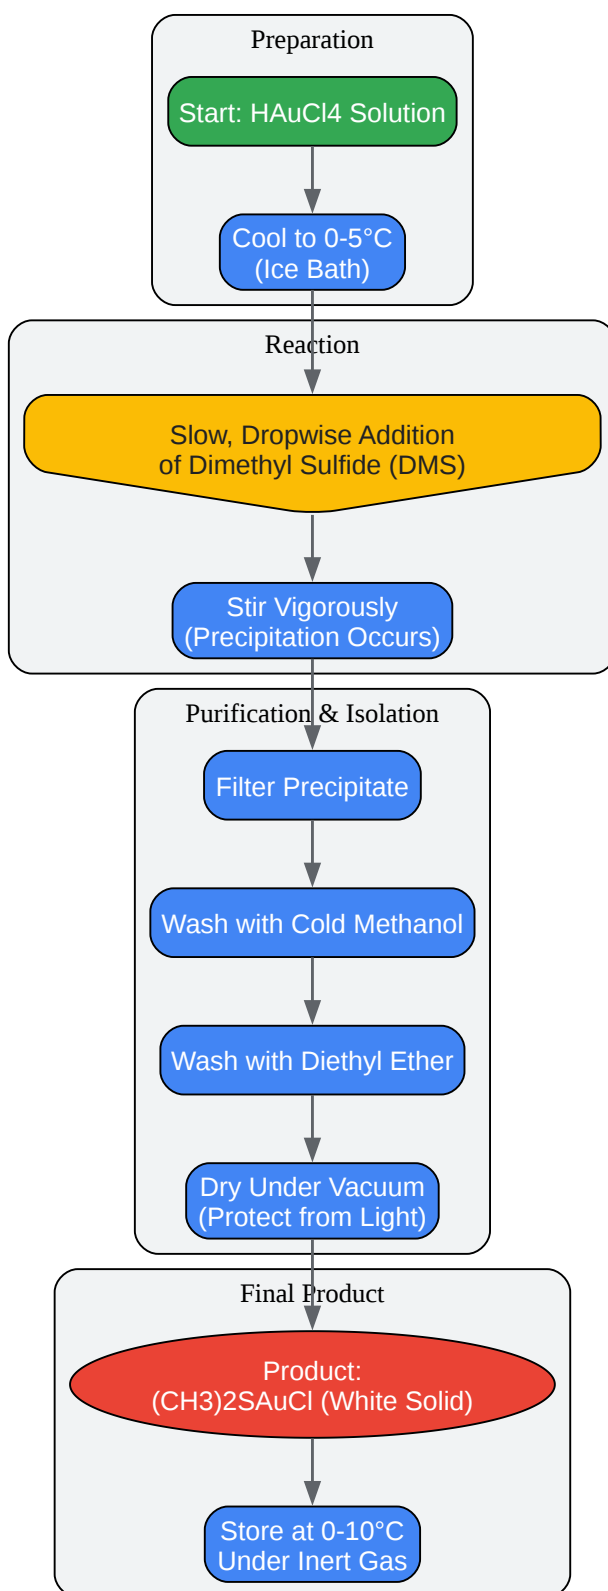 Preparation
Start: HAuCl4 Solution
Cool to 0-5°C
(Ice Bath)
Reaction
Slow, Dropwise Addition
of Dimethyl Sulfide (DMS)
Stir Vigorously
(Precipitation Occurs)
Purification & Isolation
Filter Precipitate
Wash with Cold Methanol
Wash with Diethyl Ether
Dry Under Vacuum
(Protect from Light)
Final Product
Product:
(CH3)2SAuCl (White Solid)
Store at 0-10°C
Under Inert Gas